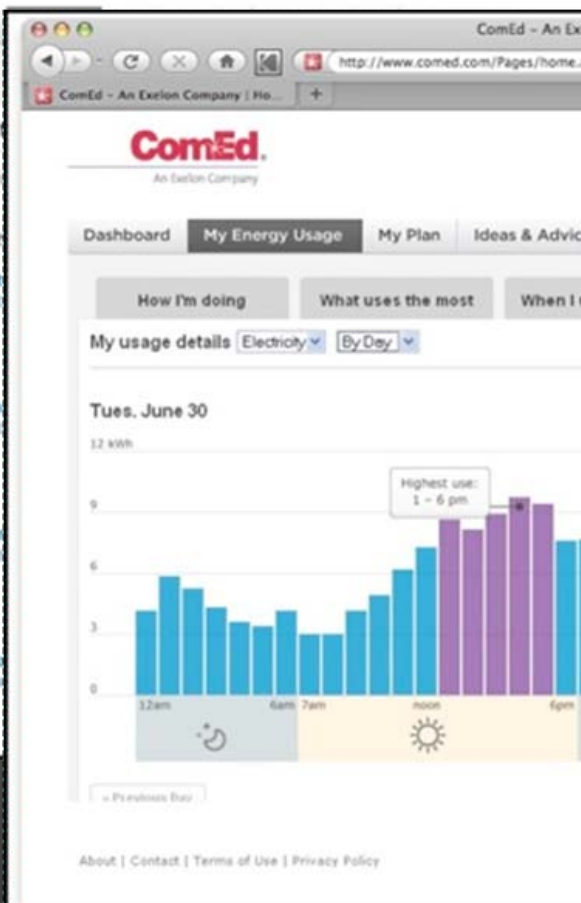 ComEd - An Ex
http://www.comed.com/Pages/home.
ComEd - An Exelon Company | Ho...
+
ComEd.
An Exelon Company
Dashboard My Energy Usage My Plan Ideas & Advic
How I'm doing What uses the most When I u
My usage details Electricity By Day
Tues. June 30
12 kWh
Highest use:
1 - 6 pm
9
6
3
0
12am 6am 7am noon 6pm
« Previous Day
About | Contact | Terms of Use | Privacy Policy